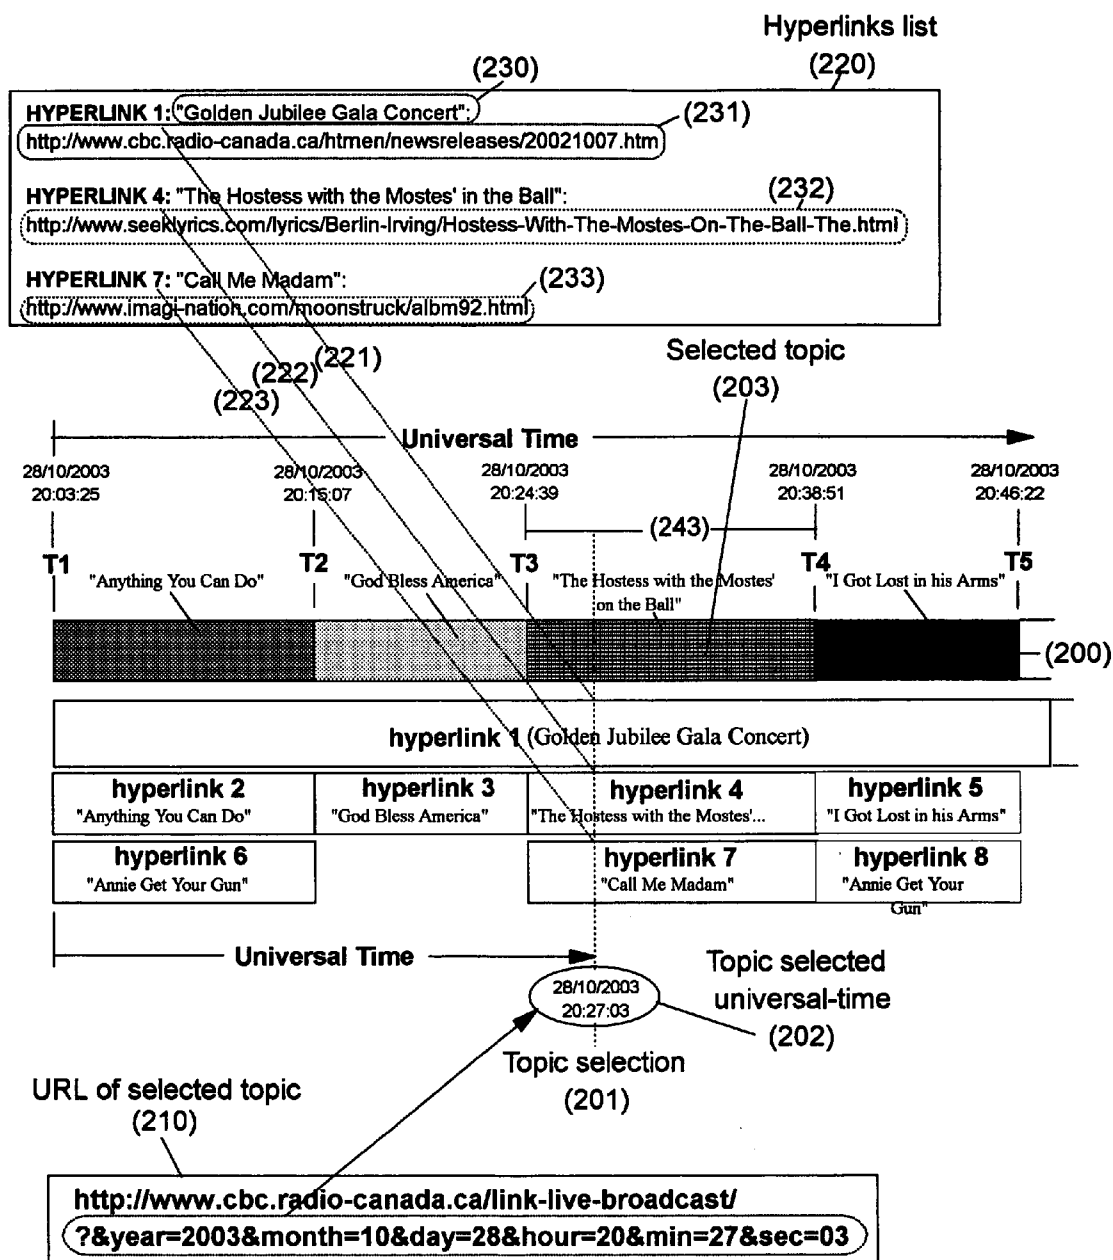 Hyperlinks list
(220)
(230)
HYPERLINK 1: "Golden Jubilee Gala Concert":
(231)
http://www.cbc.radio-canada.ca/htmen/newsreleases/20021007.htm
HYPERLINK 4: "The Hostess with the Mostes' in the Ball":
(232)
http://www.seeklyrics.com/lyrics/Berlin-Irving/Hostess-With-The-Mostes-On-The-Ball-The.html
HYPERLINK 7: "Call Me Madam":
(233)
http://www.imagi-nation.com/moonstruck/albm92.html
(221)
(222)
(223)
Selected topic
(203)
Universal Time
28/10/2003 28/10/2003 28/10/2003 28/10/2003 28/10/2003
20:03:25 20:15:07 20:24:39 20:38:51 20:46:22
(243)
T1 T2 T3 T4 T5
"Anything You Can Do" "God Bless America" "The Hostess with the Mostes' "I Got Lost in his Arms"
on the Ball"
(200)
hyperlink 1 (Golden Jubilee Gala Concert)
hyperlink 2 hyperlink 3 hyperlink 4 hyperlink 5
"Anything You Can Do" "God Bless America" "The Hostess with the Mostes'... "I Got Lost in his Arms"
hyperlink 6 hyperlink 7 hyperlink 8
"Annie Get Your Gun" "Call Me Madam" "Annie Get Your
Gun"
Universal Time
28/10/2003
20:27:03
Topic selected
universal-time
(202)
Topic selection
(201)
URL of selected topic
(210)
http://www.cbc.radio-canada.ca/link-live-broadcast/
?&year=2003&month=10&day=28&hour=20&min=27&sec=03